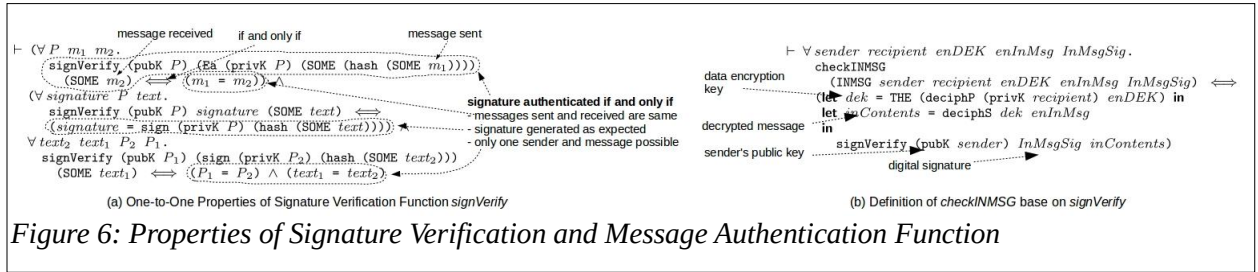 message received
if and only if
message sent
⊢ (∀ P m₁ m₂.
signVerify (pubK P) (Ea (privK P) (SOME (hash (SOME m₁))))
(SOME m₂) ⟺ (m₁ = m₂)) ∧
(∀ signature P text.
signVerify (pubK P) signature (SOME text) ⟺
(signature = sign (privK P) (hash (SOME text)))) ∧
∀ text₂ text₁ P₂ P₁.
signVerify (pubK P₁) (sign (privK P₂) (hash (SOME text₂)))
(SOME text₁) ⟺ (P₁ = P₂) ∧ (text₁ = text₂)
signature authenticated if and only if
- messages sent and received are same
- signature generated as expected
- only one sender and message possible
(a) One-to-One Properties of Signature Verification Function signVerify
⊢ ∀ sender recipient enDEK enInMsg InMsgSig.
checkINMSG
(INMSG sender recipient enDEK enInMsg InMsgSig) ⟺
(let dek = THE (deciphP (privK recipient) enDEK) in
let inContents = deciphS dek enInMsg
in
signVerify (pubK sender) InMsgSig inContents)
data encryption
key
decrypted message
sender's public key
digital signature
(b) Definition of checkINMSG base on signVerify
Figure 6: Properties of Signature Verification and Message Authentication Function